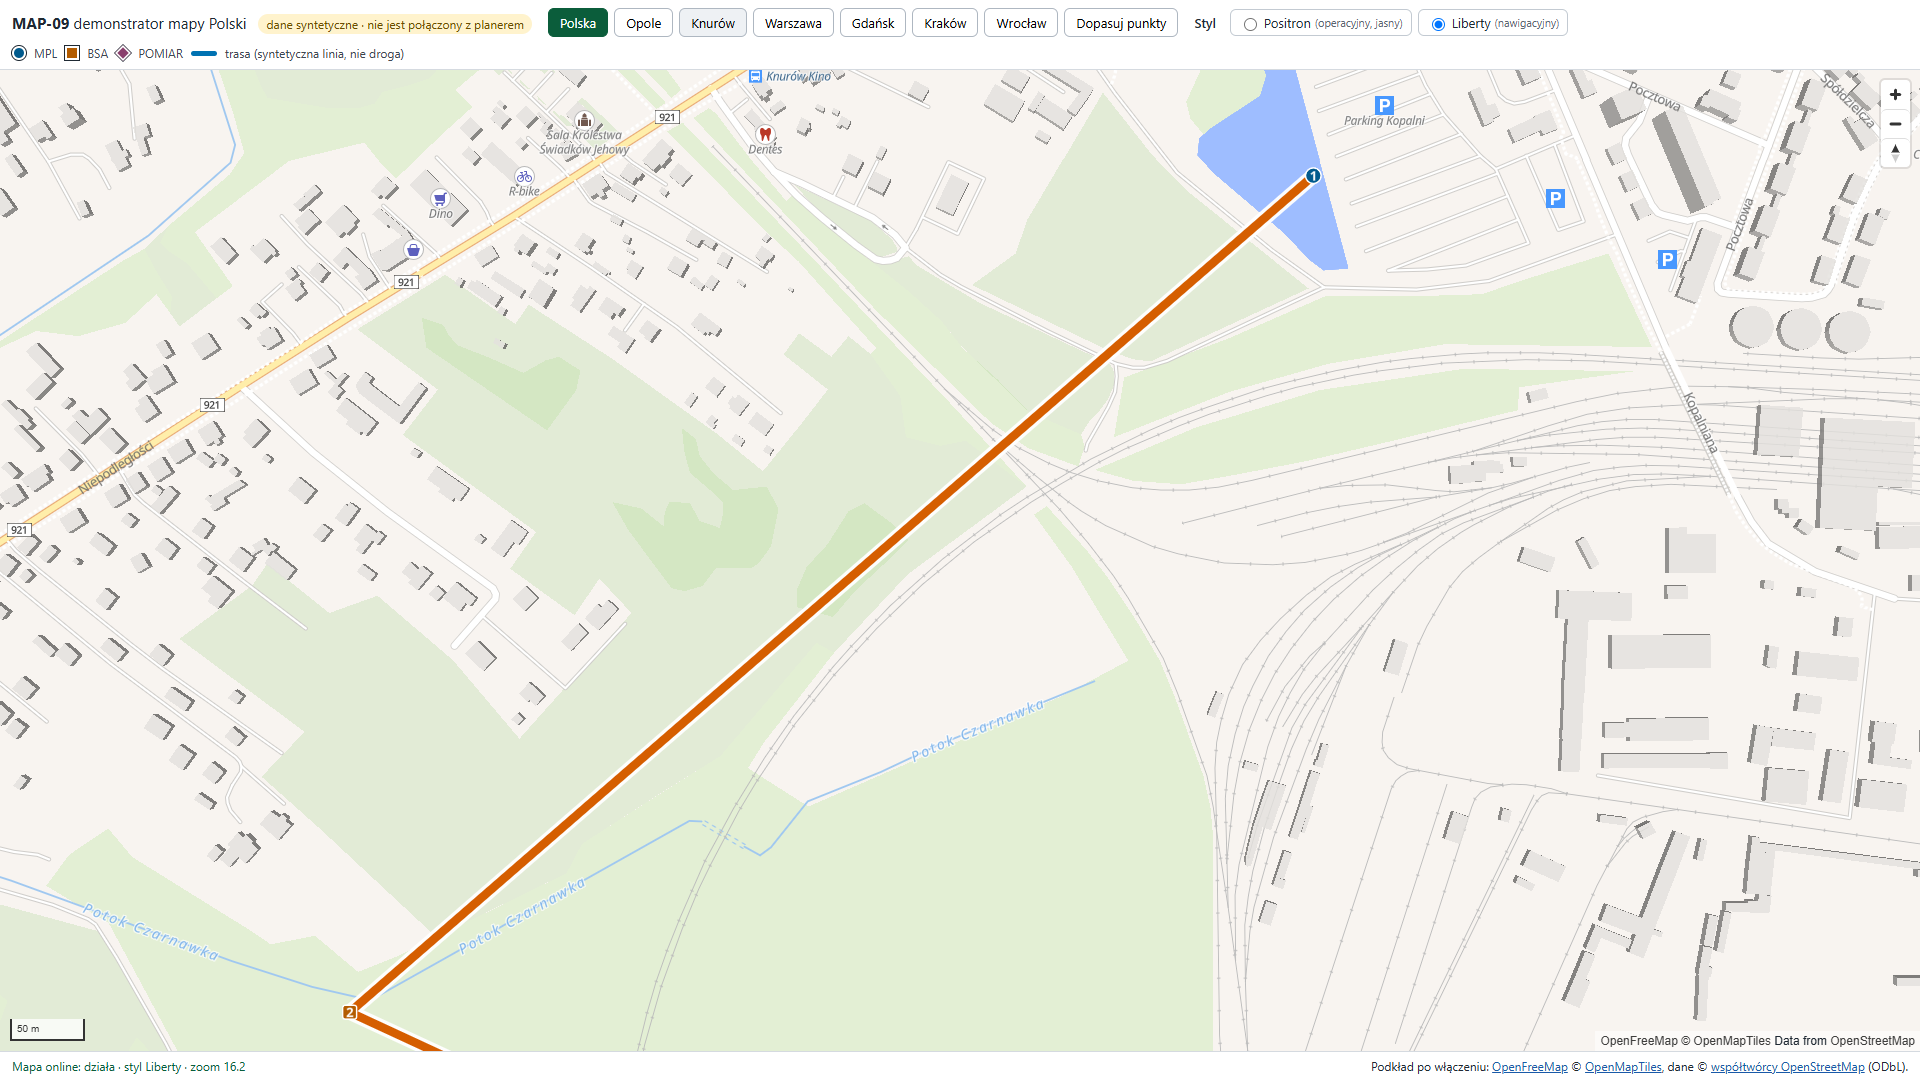 MAP-09 demonstrator mapy Polski
dane syntetyczne · nie jest połączony z planerem
Polska
Opole
Knurów
Warszawa
Gdańsk
Kraków
Wrocław
Dopasuj punkty
Styl
Positron (operacyjny, jasny)
Liberty (nawigacyjny)
MPL
BSA
POMIAR
trasa (syntetyczna linia, nie droga)
Knurów Kino
921
Sala Królestwa
Świadków Jehowy
Dentes
R-bike
Dino
921
921
921
Niepodległości
P
Parking Kopalni
P
P
Pocztowa
Pocztowa
Spółdzielcza
Kopalniana
1
2
Potok Czarnawka
Potok Czarnawka
Potok Czarnawka
50 m
OpenFreeMap © OpenMapTiles Data from OpenStreetMap
Mapa online: działa · styl Liberty · zoom 16.2
Podkład po włączeniu: OpenFreeMap © OpenMapTiles, dane © współtwórcy OpenStreetMap (ODbL).